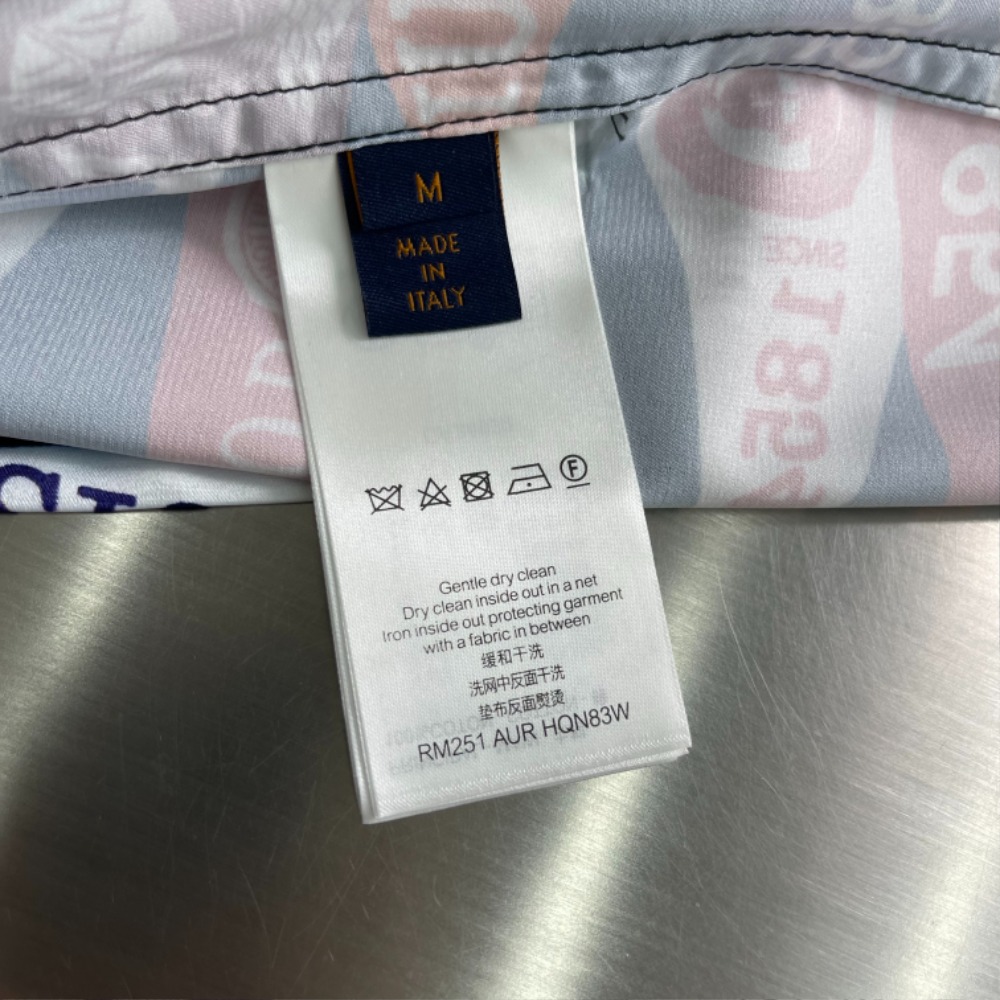 M
MADE
IN
ITALY
SINCE
1854
Gentle dry clean
Dry clean inside out in a net
Iron inside out protecting garment
with a fabric in between
缓和干洗
洗网中反面干洗
垫布反面熨烫
RM251 AUR HQN83W